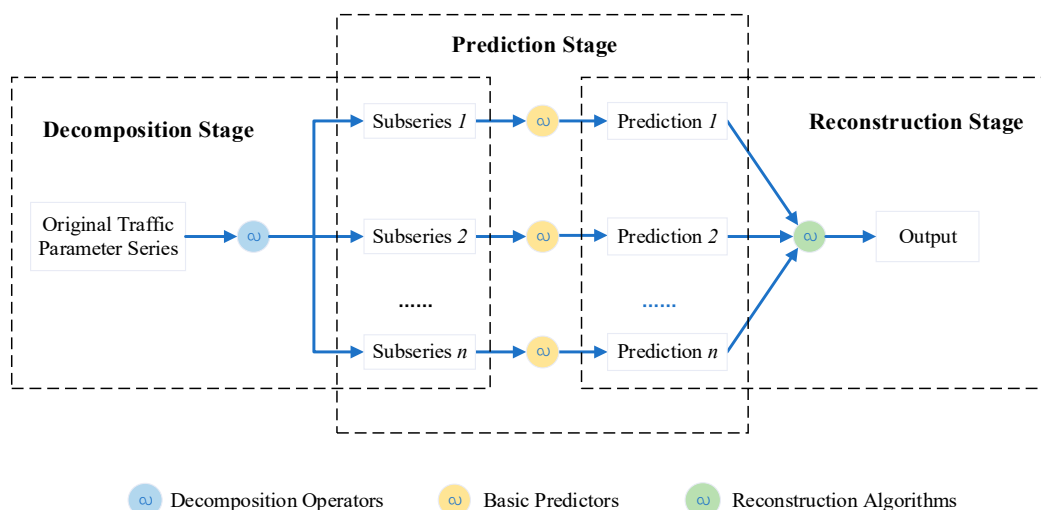 Prediction Stage
Decomposition Stage
Reconstruction Stage
Subseries 1
Prediction 1
Original Traffic
Parameter Series
Subseries 2
Prediction 2
Output
......
......
Subseries n
Prediction n
Decomposition Operators
Basic Predictors
Reconstruction Algorithms